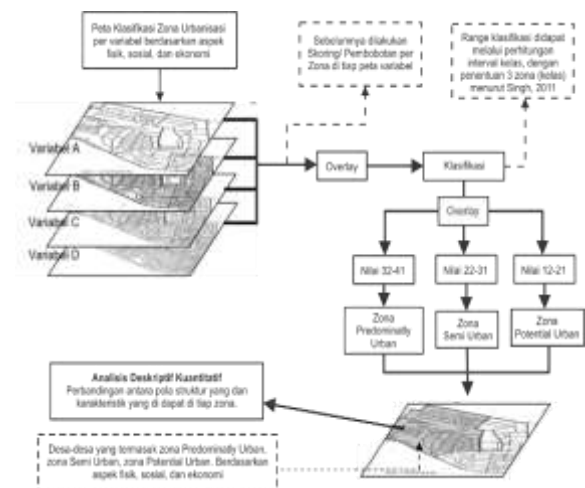 Peta Klasifikasi Zona Urbanisasi
per variabel berdasarkan aspek
fisik, sosial, dan ekonomi
Sebelumnya dilakukan
Skoring/ Pembobotan per
Zona di tiap peta variabel
Range klasifikasi didapat
melalui perhitungan
interval kelas, dengan
penentuan 3 zona (kelas)
menurut Singh, 2011
Variabel A
Variabel B
Variabel C
Variabel D
Overlay
Klasifikasi
Overlay
Nilai 32-41
Nilai 22-31
Nilai 12-21
Zona
Predominatly
Urban
Zona
Semi Urban
Zona
Potential Urban
Analisis Deskriptif Kuantitatif
Perbandingan antara pola struktur yang dan
karakteristik yang di dapat di tiap zona.
Desa-desa yang termasak zona Predominatly Urban,
zona Semi Urban, zona Potential Urban. Berdasarkan
aspek fisik, sosial, dan ekonomi